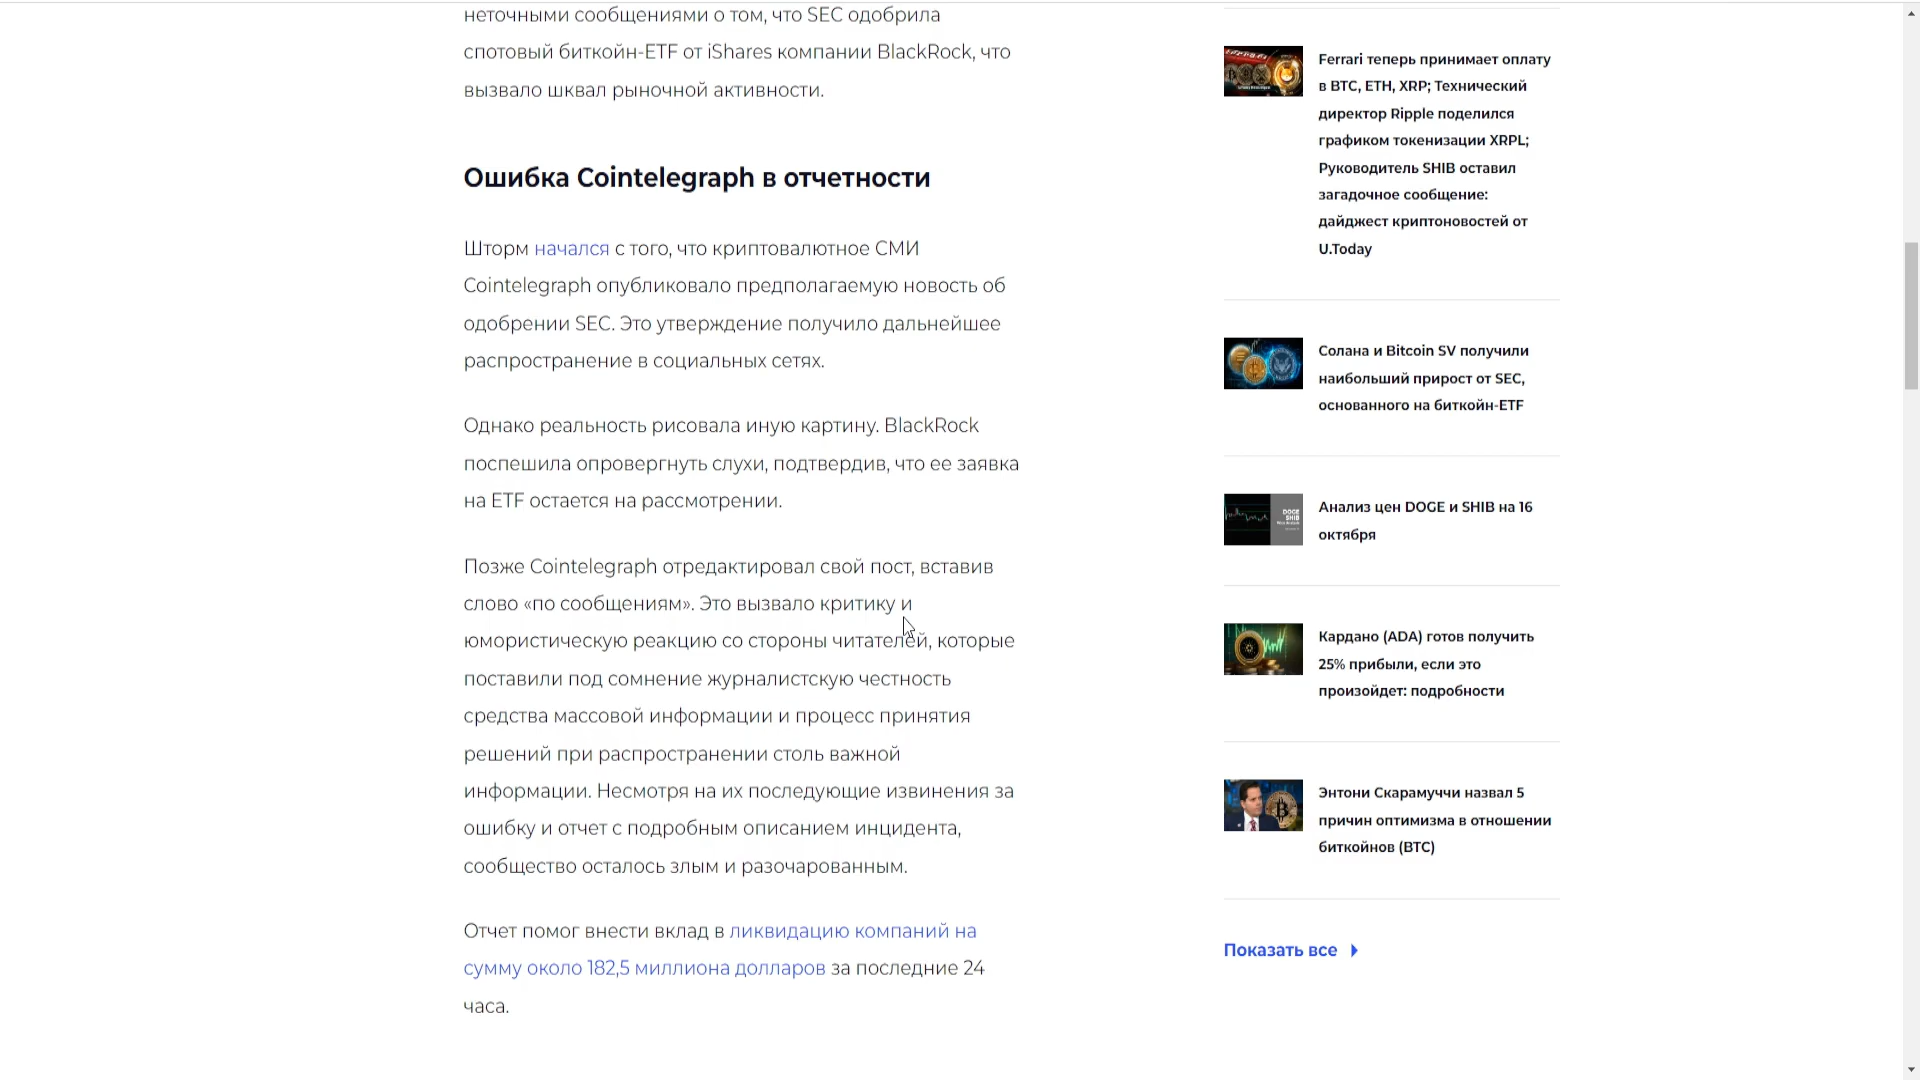 неточными сообщениями о том, что SEC одобрила
спотовый биткойн-ETF от iShares компании BlackRock, что
вызвало шквал рыночной активности.
Ошибка Cointelegraph в отчетности
Шторм начался с того, что криптовалютное СМИ
Cointelegraph опубликовало предполагаемую новость об
одобрении SEC. Это утверждение получило дальнейшее
распространение в социальных сетях.
Однако реальность рисовала иную картину. BlackRock
поспешила опровергнуть слухи, подтвердив, что ее заявка
на ETF остается на рассмотрении.
Позже Cointelegraph отредактировал свой пост, вставив
слово «по сообщениям». Это вызвало критику и
юмористическую реакцию со стороны читателей, которые
поставили под сомнение журналистскую честность
средства массовой информации и процесс принятия
решений при распространении столь важной
информации. Несмотря на их последующие извинения за
ошибку и отчет с подробным описанием инцидента,
сообщество осталось злым и разочарованным.
Отчет помог внести вклад в ликвидацию компаний на
сумму около 182,5 миллиона долларов за последние 24
часа.
Ferrari теперь принимает оплату
в BTC, ETH, XRP; Технический
директор Ripple поделился
графиком токенизации XRPL;
Руководитель SHIB оставил
загадочное сообщение:
дайджест криптоновостей от
U.Today
Солана и Bitcoin SV получили
наибольший прирост от SEC,
основанного на биткойн-ETF
DOGE
SHIB
Анализ цен DOGE и SHIB на 16
октября
Кардано (ADA) готов получить
25% прибыли, если это
произойдет: подробности
Энтони Скарамуччи назвал 5
причин оптимизма в отношении
биткойнов (BTC)
Показать все